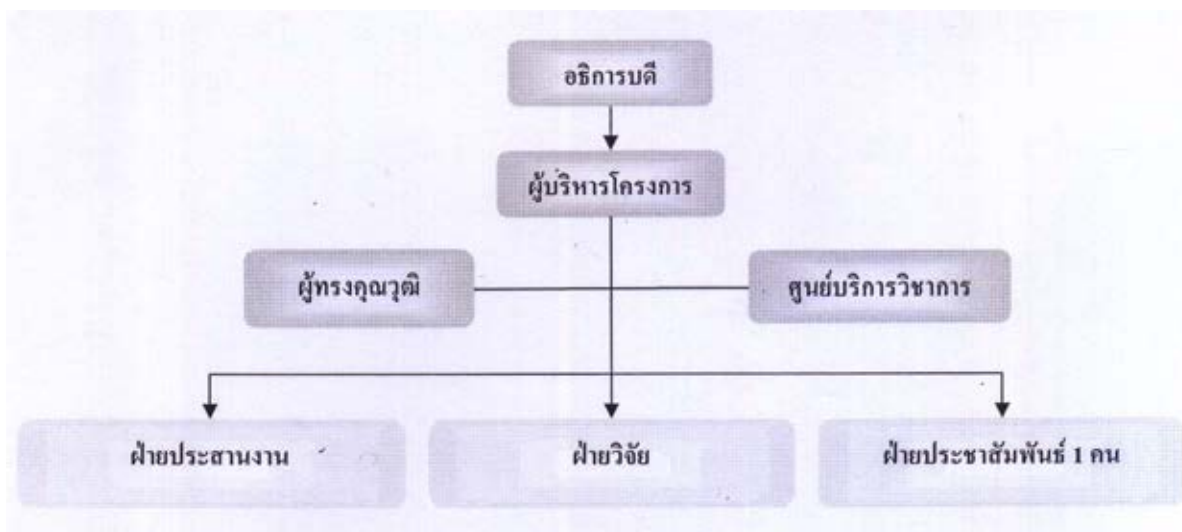 อธิการบดี
ผู้บริหารโครงการ
ผู้ทรงคุณวุฒิ
ศูนย์บริการวิชาการ
ฝ่ายประสานงาน
ฝ่ายวิจัย
ฝ่ายประชาสัมพันธ์ 1 คน